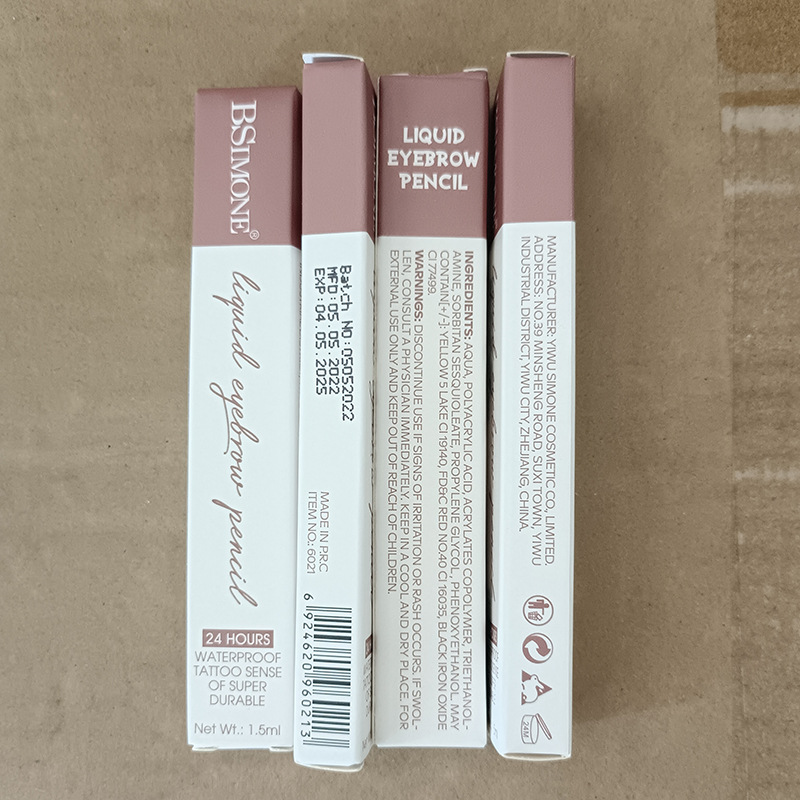 BSIMONE®
liquid eyebrow pencil
24 HOURS
WATERPROOF
TATTOO SENSE
OF SUPER
DURABLE
Net Wt.: 1.5ml
Batch NO:05052022
MFD:05.05.2022
EXP:04.05.2025
MADE IN P.R.C
ITEM NO.: 6021
6 924620 960213
LIQUID
EYEBROW
PENCIL
INGREDIENTS: AQUA, POLYACRYLIC ACID, ACRYLATES COPOLYMER, TRIETHANOL-
AMINE, SORBITAN SESQUIOLEATE, PROPYLENE GLYCOL, PHENOXYETHANOL. MAY
CONTAIN[+/-]: YELLOW 5 LAKE CI 19140, FD&C RED NO.40 CI 16035, BLACK IRON OXIDE
CI 77499.
WARNINGS: DISCONTINUE USE IF SIGNS OF IRRITATION OR RASH OCCURS. IF SWOL-
LEN, CONSULT A PHYSICIAN IMMEDIATELY. KEEP IN A COOL AND DRY PLACE, FOR
EXTERNAL USE ONLY AND KEEP OUT OF REACH OF CHILDREN.
MANUFACTURER: YIWU SIMONE COSMETIC CO., LIMITED.
ADDRESS: NO.39 MINSHENG ROAD, SUXI TOWN, YIWU
INDUSTRIAL DISTRICT, YIWU CITY, ZHEJIANG, CHINA.
24M